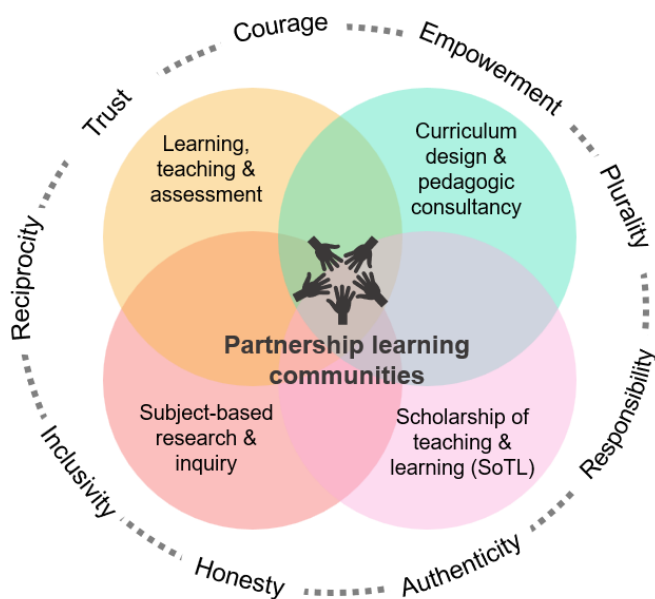 Courage
Empowerment
Trust
Plurality
Reciprocity
Responsibility
Inclusivity
Authenticity
Honesty
Learning,
teaching &
assessment
Curriculum
design &
pedagogic
consultancy
Partnership learning
communities
Subject-based
research &
inquiry
Scholarship of
teaching &
learning (SoTL)